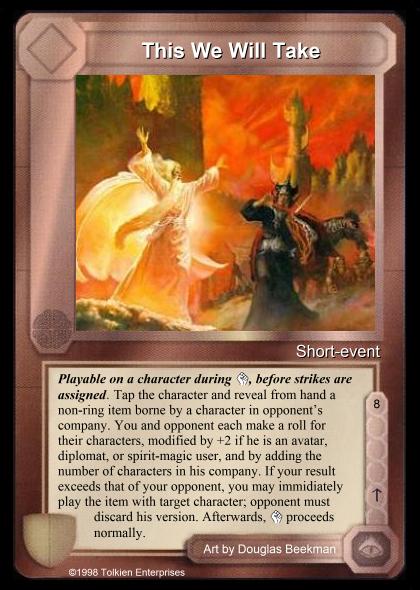 This We Will Take
Short-event
Playable on a character during , before strikes are
assigned. Tap the character and reveal from hand a
non-ring item borne by a character in opponent's
company. You and opponent each make a roll for
their characters, modified by +2 if he is an avatar,
diplomat, or spirit-magic user, and by adding the
number of characters in his company. If your result
exceeds that of your opponent, you may immidiately
play the item with target character; opponent must
discard his version. Afterwards, proceeds
normally.
8
Art by Douglas Beekman
©1998 Tolkien Enterprises